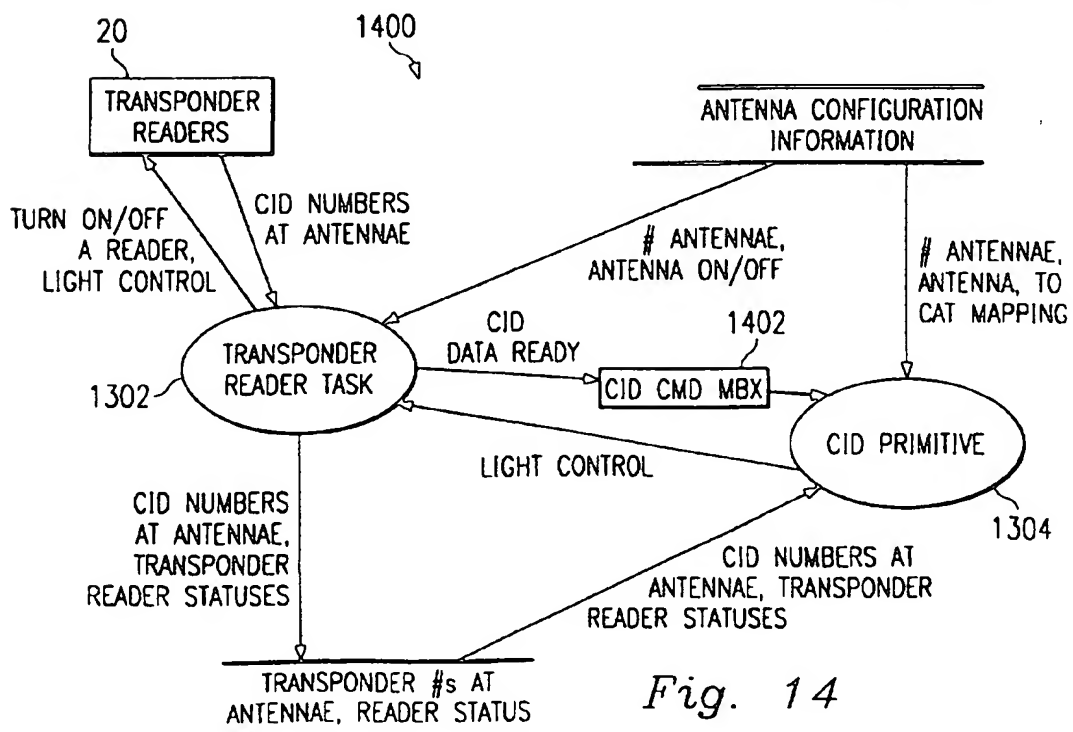 1400
20
TRANSPONDER
READERS
ANTENNA CONFIGURATION
INFORMATION
TURN ON/OFF
A READER,
LIGHT CONTROL
CID NUMBERS
AT ANTENNAE
# ANTENNAE,
ANTENNA ON/OFF
# ANTENNAE,
ANTENNA, TO
CAT MAPPING
TRANSPONDER
READER TASK
1302
CID
DATA READY
1402
CID CMD MBX
CID PRIMITIVE
1304
LIGHT CONTROL
CID NUMBERS
AT ANTENNAE,
TRANSPONDER
READER STATUSES
CID NUMBERS AT
ANTENNAE, TRANSPONDER
READER STATUSES
TRANSPONDER #s AT
ANTENNAE, READER STATUS
Fig. 14